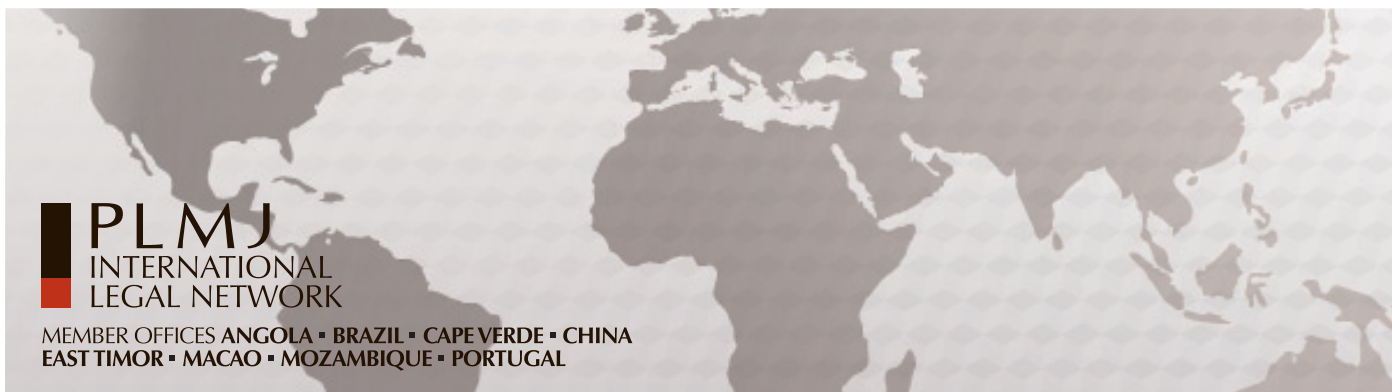 PLMJ
INTERNATIONAL
LEGAL NETWORK
MEMBER OFFICES ANGOLA ▪ BRAZIL ▪ CAPE VERDE ▪ CHINA
EAST TIMOR ▪ MACAO ▪ MOZAMBIQUE ▪ PORTUGAL